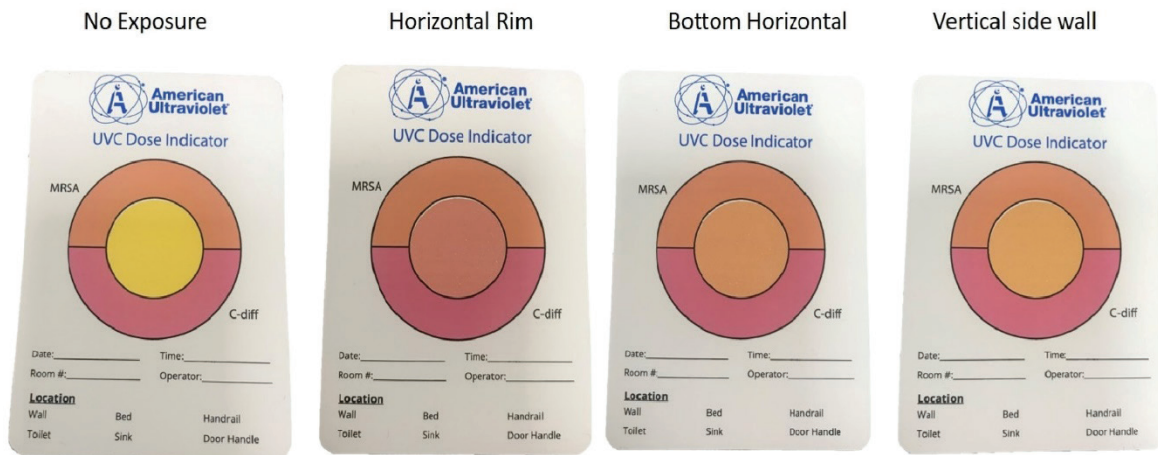 No Exposure
Horizontal Rim
Bottom Horizontal
Vertical side wall
American
Ultraviolet
UVC Dose Indicator
MRSA
C-diff
Date: Time:
Room #: Operator:
Location
Wall Bed Handrail
Toilet Sink Door Handle
American
Ultraviolet
UVC Dose Indicator
MRSA
C-diff
Date: Time:
Room #: Operator:
Location
Wall Bed Handrail
Toilet Sink Door Handle
American
Ultraviolet
UVC Dose Indicator
MRSA
C-diff
Date: Time:
Room #: Operator:
Location
Wall Bed Handrail
Toilet Sink Door Handle
American
Ultraviolet
UVC Dose Indicator
MRSA
C-diff
Date: Time:
Room #: Operator:
Location
Wall Bed Handrail
Toilet Sink Door Handle